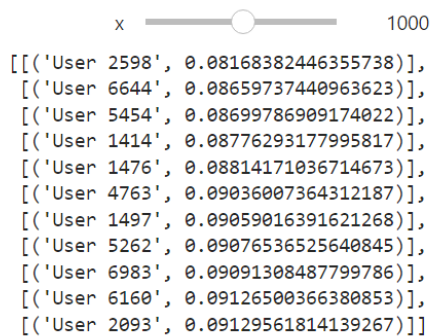 x 1000
[[('User 2598', 0.08168382446355738)],
[('User 6644', 0.08659737440963623)],
[('User 5454', 0.08699786909174022)],
[('User 1414', 0.08776293177995817)],
[('User 1476', 0.08814171036714673)],
[('User 4763', 0.09036007364312187)],
[('User 1497', 0.09059016391621268)],
[('User 5262', 0.09076536525640845)],
[('User 6983', 0.09091308487799786)],
[('User 6160', 0.09126500366380853)],
[('User 2093', 0.09129561814139267)]]